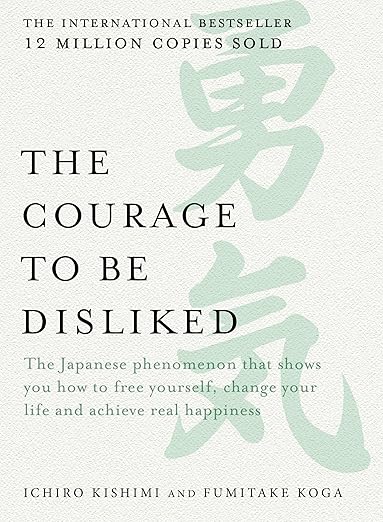 THE INTERNATIONAL BESTSELLER
12 MILLION COPIES SOLD
勇気
THE
COURAGE
TO BE
DISLIKED
The Japanese phenomenon that shows
you how to free yourself, change your
life and achieve real happiness
ICHIRO KISHIMI AND FUMITAKE KOGA